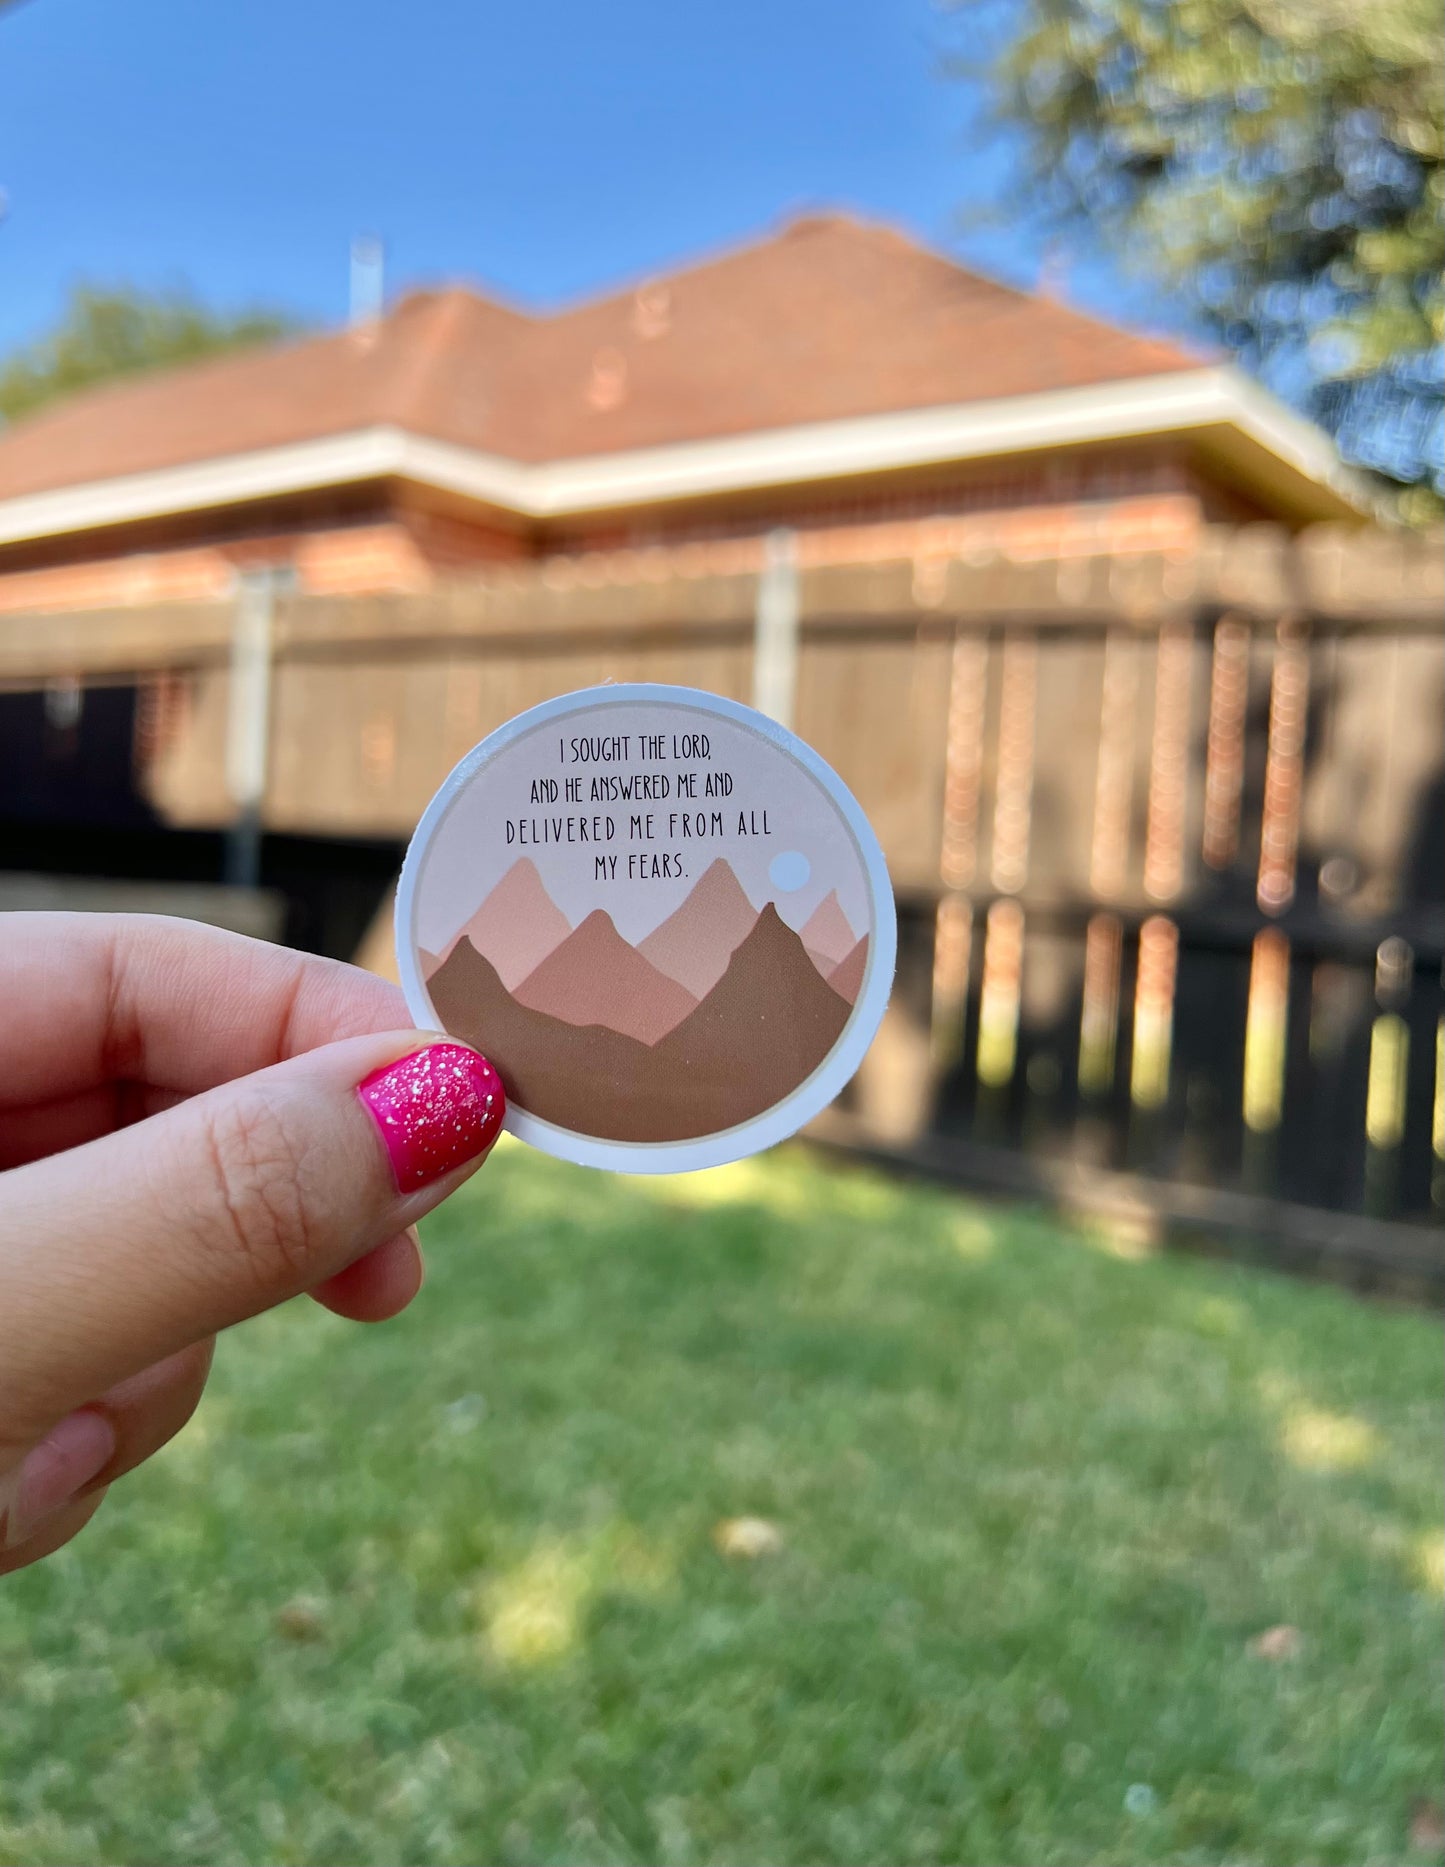 I SOUGHT THE LORD,
AND HE ANSWERED ME AND
DELIVERED ME FROM ALL
MY FEARS.